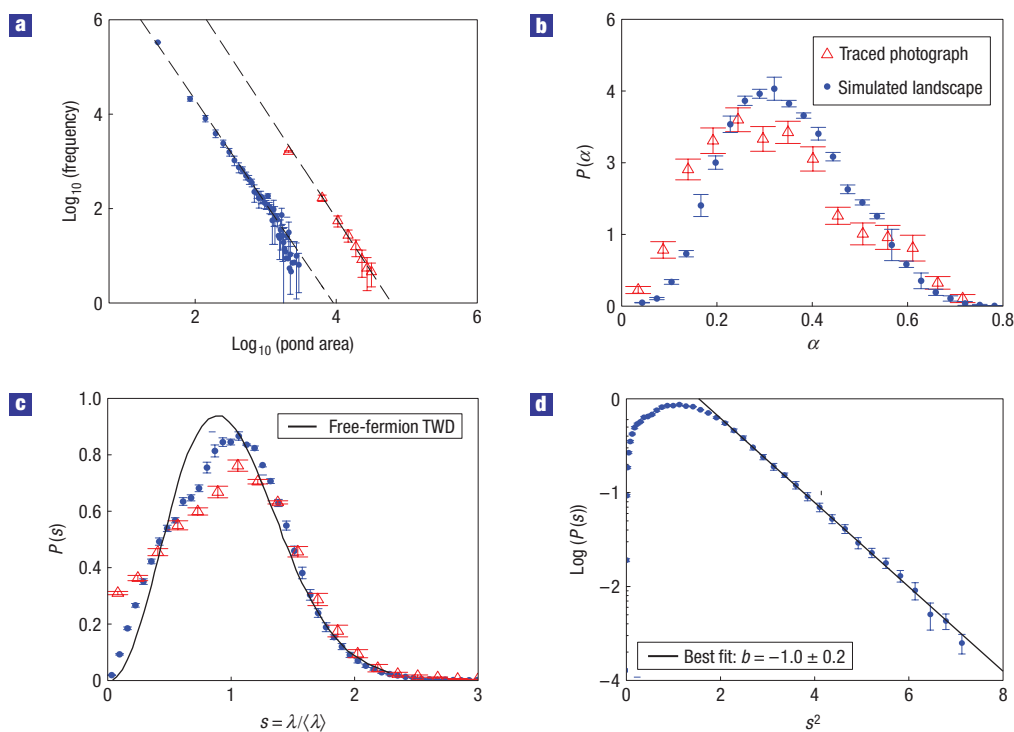 a
6
4
2
0
Log₁₀ (frequency)
2
4
6
Log₁₀ (pond area)
b
6
4
3
1
0
P(α)
Traced photograph
Simulated landscape
0
0.2
0.4
0.6
0.8
α
c
1.0
0.8
0.6
0.4
0.2
0
P(s)
Free-fermion TWD
1
2
3
s = λ/⟨λ⟩
d
–0
–1
–2
–4
Log (P(s))
Best fit: b = –1.0 ± 0.2
0
2
4
6
8
s²